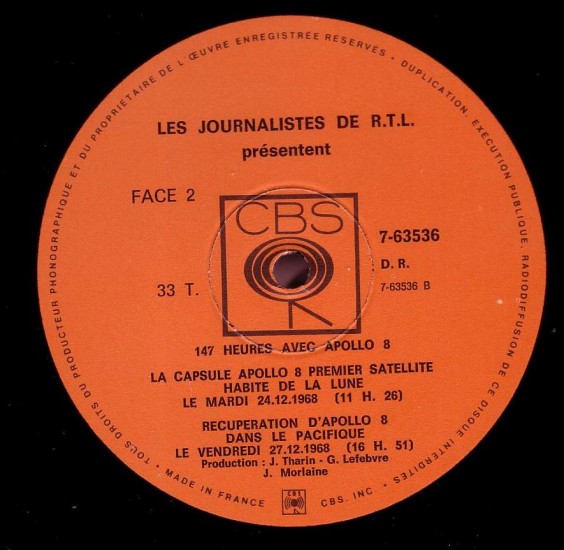 TOUS DROITS DU PRODUCTEUR PHONOGRAPHIQUE ET DU PROPRIETAIRE DE L'ŒUVRE ENREGISTREE RESERVES • DUPLICATION, EXECUTION PUBLIQUE, RADIODIFFUSION DE CE DISQUE INTERDITES •
LES JOURNALISTES DE R.T.L.
présentent
FACE 2
CBS
7-63536
D. R.
33 T.
7-63536 B
147 HEURES AVEC APOLLO 8
LA CAPSULE APOLLO 8 PREMIER SATELLITE
HABITE DE LA LUNE
LE MARDI 24.12.1968 (11 H. 26)
RECUPERATION D'APOLLO 8
DANS LE PACIFIQUE
LE VENDREDI 27.12.1968 (16 H. 51)
Production : J. Tharin - G. Lefebvre
J. Morlaine
• MADE IN FRANCE
CBS
CBS. INC. •